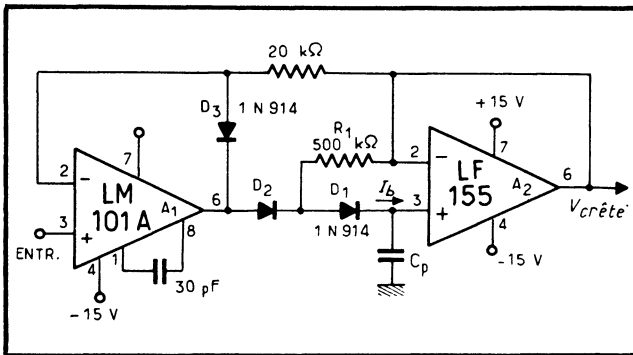 20 kΩ
D3
1 N 914
R1
500 kΩ
+15 V
7
2
−
LM
101 A
A1
6
8
3
+
ENTR.
4
1
−15 V
30 pF
D2
D1
1 N 914
Ib
Cp
2
−
7
LF
155
A2
6
3
+
4
−15 V
Vcrête